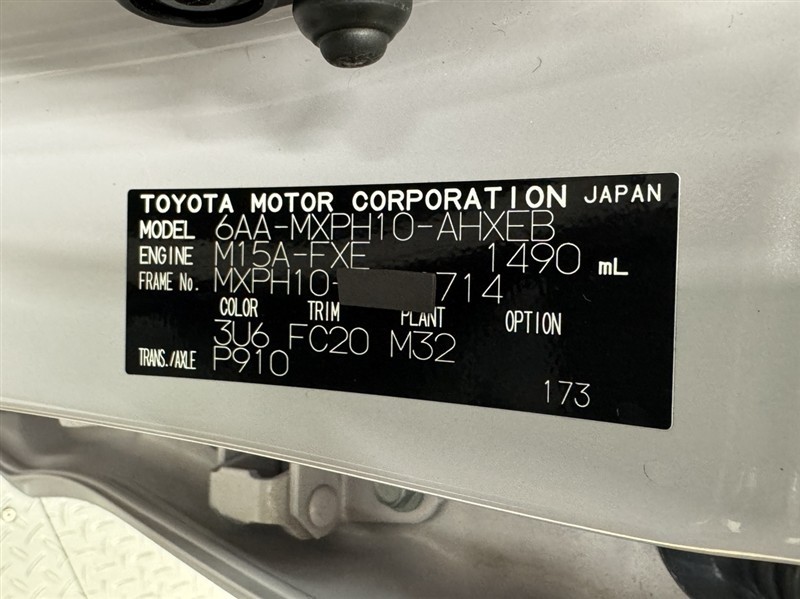 TOYOTA MOTOR CORPORATION JAPAN
MODEL 6AA-MXPH10-AHXEB
ENGINE M15A-FXE 1490 mL
FRAME No. MXPH10- 714
COLOR TRIM PLANT OPTION
3U6 FC20 M32
TRANS./AXLE P910
173